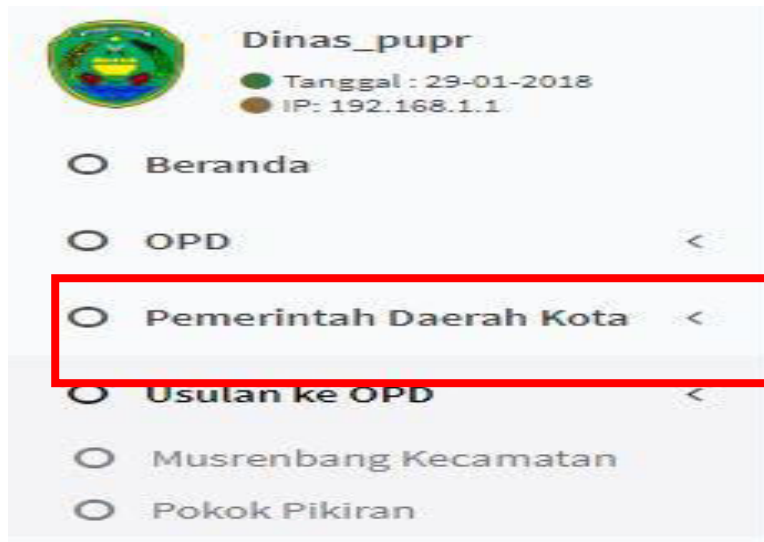 Dinas_pupr
Tanggal : 29-01-2018
IP: 192.168.1.1
Beranda
OPD <
Pemerintah Daerah Kota <
Usulan ke OPD <
Musrenbang Kecamatan
Pokok Pikiran